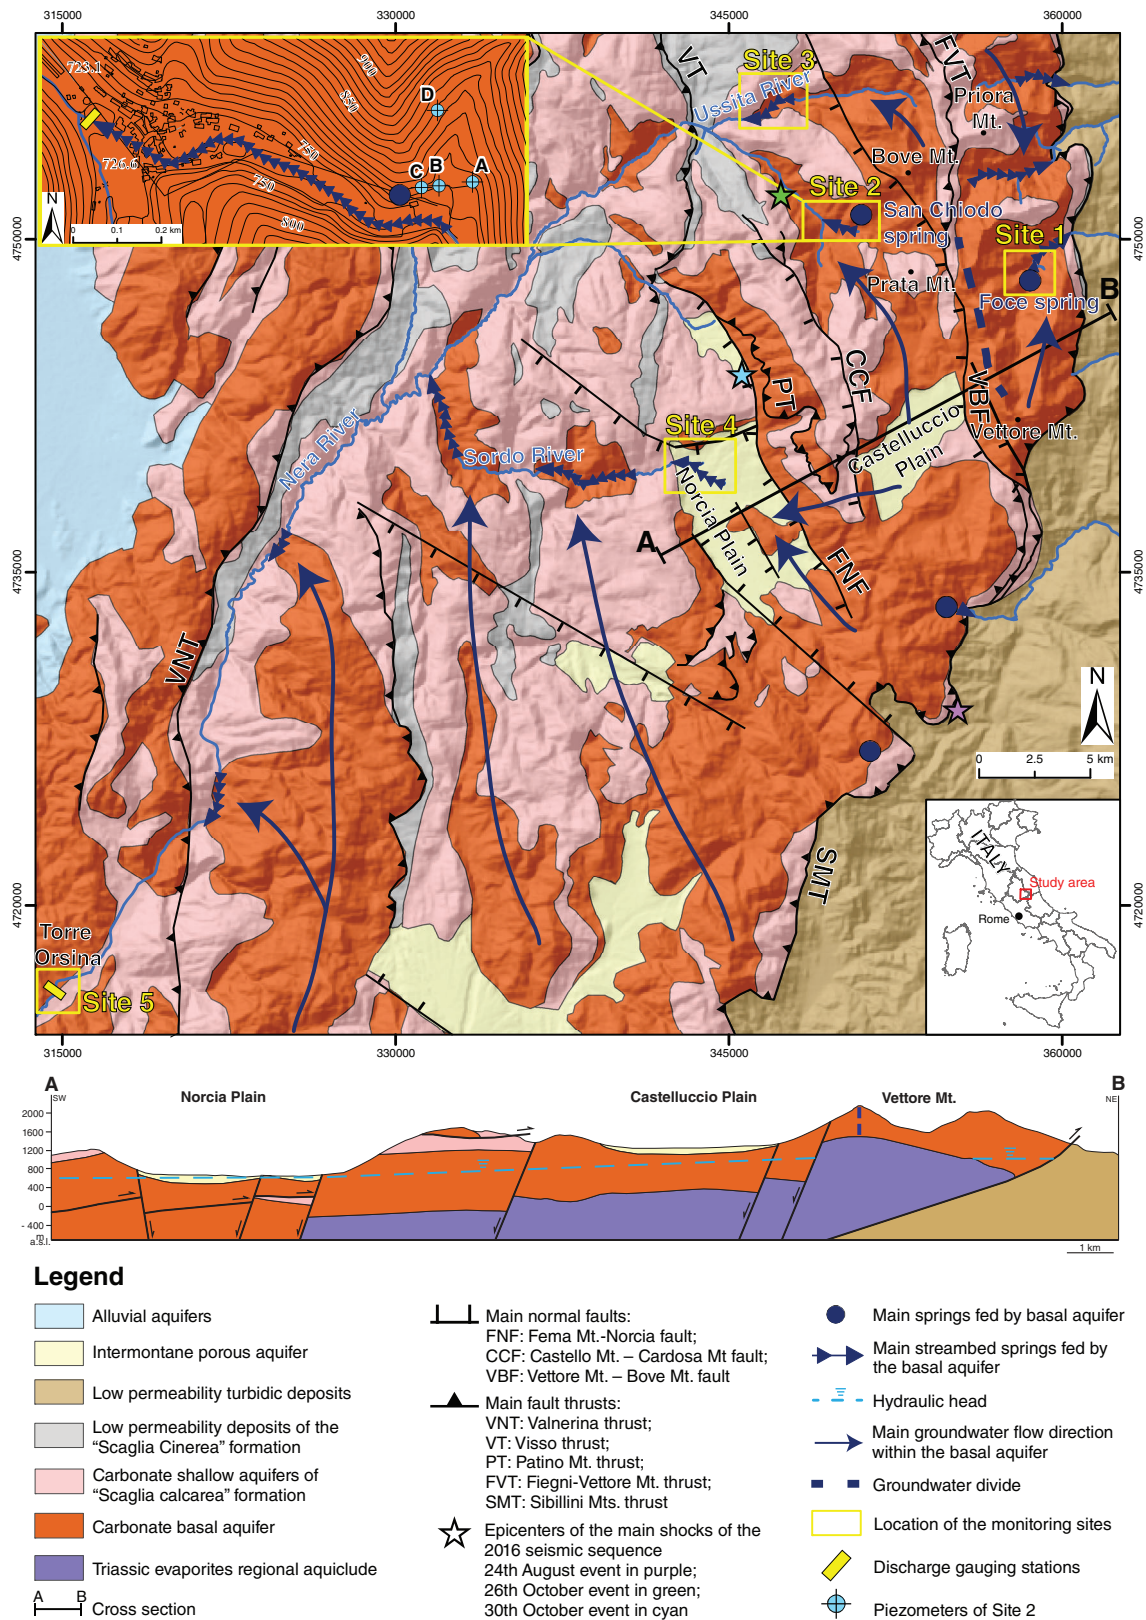 315000
330000
345000
360000
4750000
4735000
4720000
4750000
4735000
4720000
723.1
900
850
D
750
726.6
750
C
B
A
800
N
0
0.1
0.2 km
VT
Site 3
Ussita River
FVT
Priora
Mt.
Bove Mt.
Site 2
San Chiodo
spring
Site 1
Prata Mt.
Foce spring
B
CCF
PT
VBF
Vettore Mt.
Castelluccio
Plain
Nera River
Site 4
Sordo River
Norcia Plain
A
FNF
VNT
SMT
N
0
2.5
5 km
ITALY
Study area
Rome
Torre
Orsina
Site 5
315000
330000
345000
360000
A
SW
Norcia Plain
Castelluccio Plain
Vettore Mt.
B
NE
2000
1600
1200
800
400
0
- 400
m
a.s.l.
1 km
Legend
Alluvial aquifers
Intermontane porous aquifer
Low permeability turbidic deposits
Low permeability deposits of the
“Scaglia Cinerea” formation
Carbonate shallow aquifers of
“Scaglia calcarea” formation
Carbonate basal aquifer
Triassic evaporites regional aquiclude
A B
Cross section
Main normal faults:
FNF: Fema Mt.-Norcia fault;
CCF: Castello Mt. – Cardosa Mt fault;
VBF: Vettore Mt. – Bove Mt. fault
Main fault thrusts:
VNT: Valnerina thrust;
VT: Visso thrust;
PT: Patino Mt. thrust;
FVT: Fiegni-Vettore Mt. thrust;
SMT: Sibillini Mts. thrust
Epicenters of the main shocks of the
2016 seismic sequence
24th August event in purple;
26th October event in green;
30th October event in cyan
Main springs fed by basal aquifer
Main streambed springs fed by
the basal aquifer
Hydraulic head
Main groundwater flow direction
within the basal aquifer
Groundwater divide
Location of the monitoring sites
Discharge gauging stations
Piezometers of Site 2